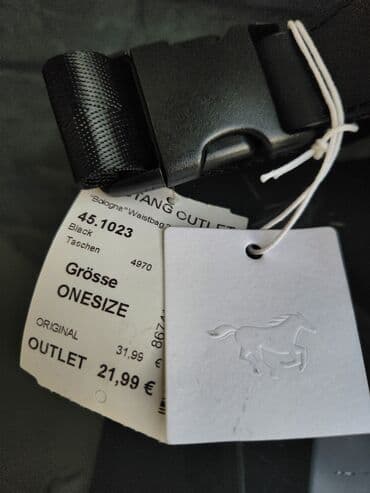 TANG OUTLET
"Bologna" Waistbag
45.1023
Black
Taschen 4970
Grösse
ONESIZE
ORIGINAL 31,99 €
OUTLET 21,99 €